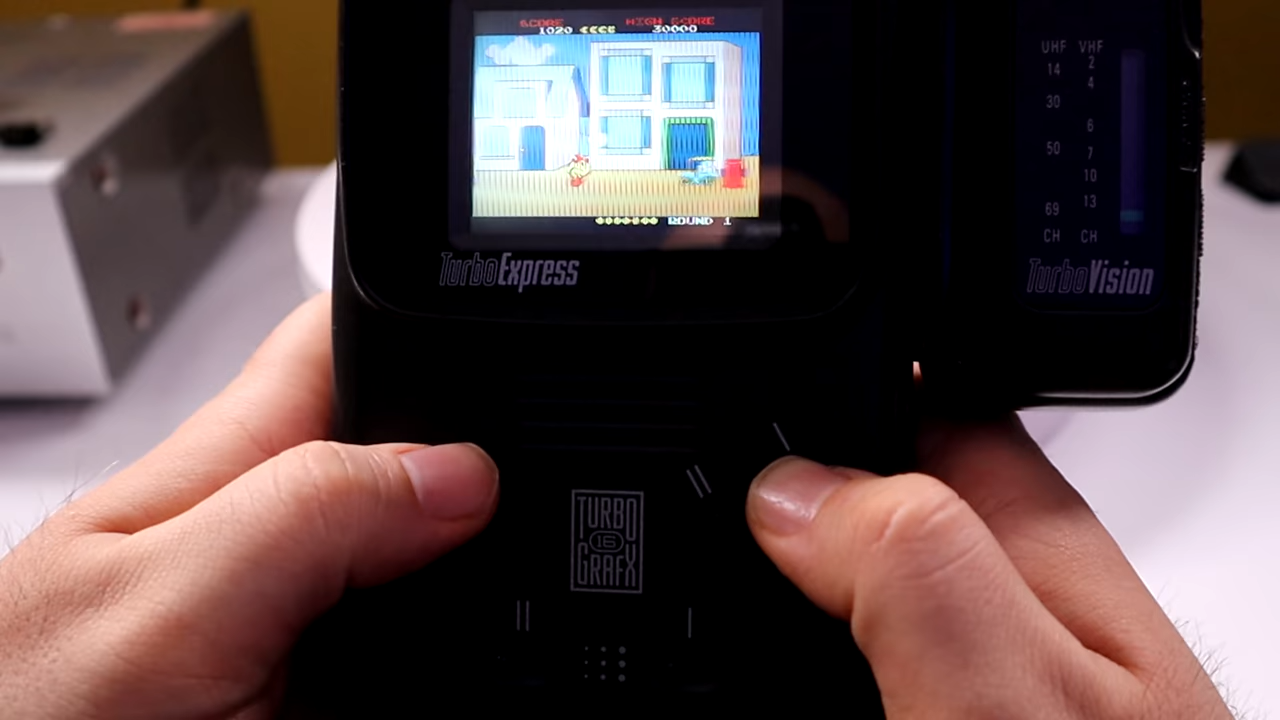 SCORE HIGH SCORE
1020 30000
ROUND 1
TurboExpress
UHF VHF
14 2
4
30
6
50 7
10
69 13
CH CH
TurboVision
TURBO
16
GRAFX